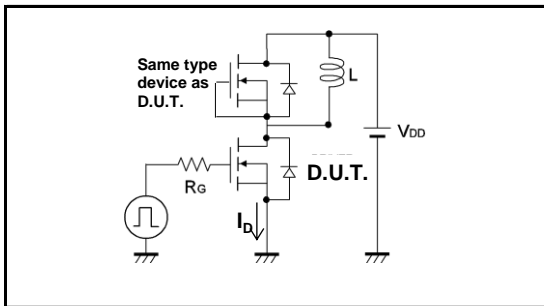 Same type
device as
D.U.T.
L
VDD
D.U.T.
RG
ID